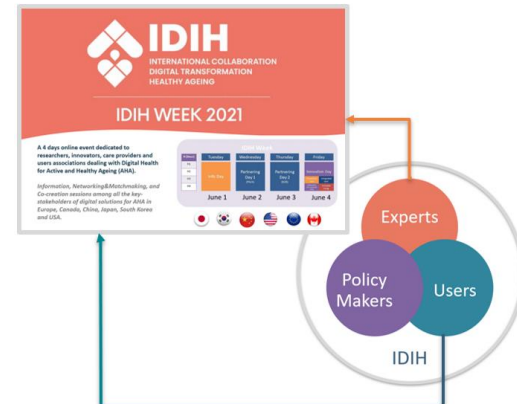 IDIH
INTERNATIONAL COLLABORATION
DIGITAL TRANSFORMATION
HEALTHY AGEING
IDIH WEEK 2021
A 4 days online event dedicated to
researchers, innovators, care providers and
users associations dealing with Digital Health
for Active and Healthy Ageing (AHA).
Information, Networking&Matchmaking, and
Co-creation sessions among all the key-
stakeholders of digital solutions for AHA in
Europe, Canada, China, Japan, South Korea
and USA.
IDIH Week
Tuesday Wednesday Thursday Friday
Partnering
Day 1
Partnering
Day 2
June 1 June 2 June 3 June 4
Experts
Policy
Makers
Users
IDIH